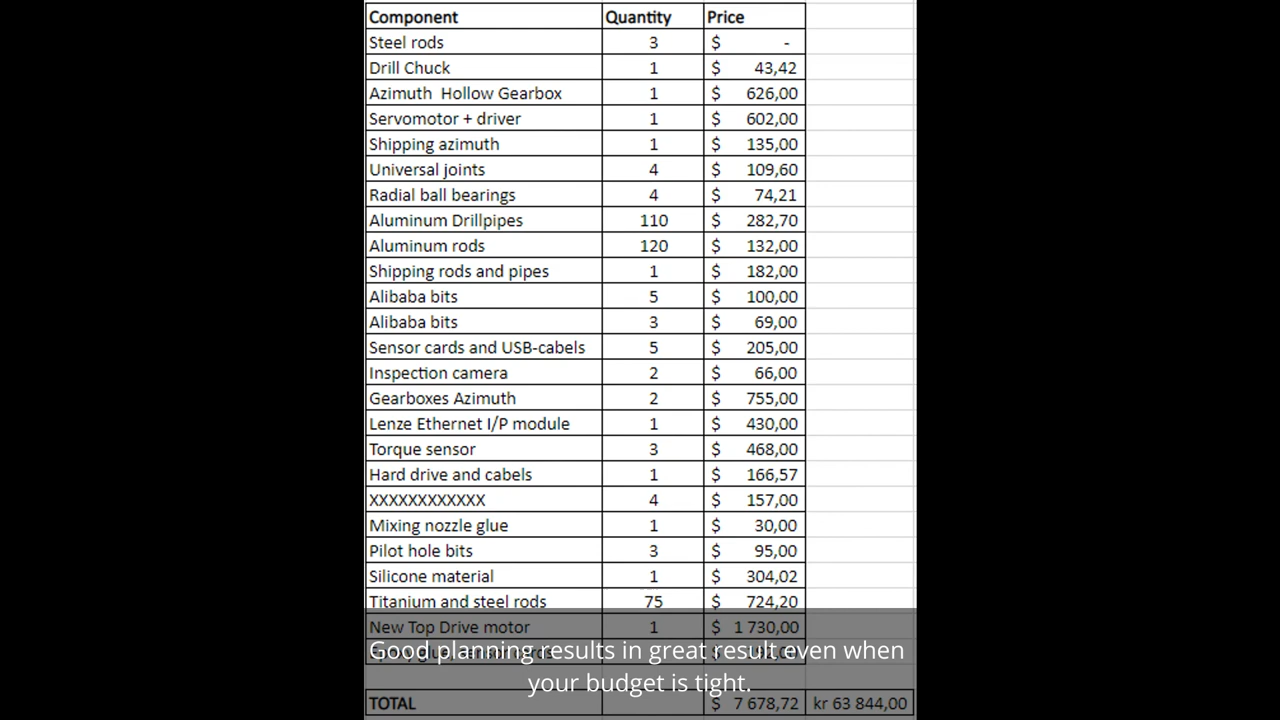 Component Quantity Price
Steel rods 3 $ -
Drill Chuck 1 $ 43,42
Azimuth Hollow Gearbox 1 $ 626,00
Servomotor + driver 1 $ 602,00
Shipping azimuth 1 $ 135,00
Universal joints 4 $ 109,60
Radial ball bearings 4 $ 74,21
Aluminum Drillpipes 110 $ 282,70
Aluminum rods 120 $ 132,00
Shipping rods and pipes 1 $ 182,00
Alibaba bits 5 $ 100,00
Alibaba bits 3 $ 69,00
Sensor cards and USB-cabels 5 $ 205,00
Inspection camera 2 $ 66,00
Gearboxes Azimuth 2 $ 755,00
Lenze Ethernet I/P module 1 $ 430,00
Torque sensor 3 $ 468,00
Hard drive and cabels 1 $ 166,57
XXXXXXXXXXXX 4 $ 157,00
Mixing nozzle glue 1 $ 30,00
Pilot hole bits 3 $ 95,00
Silicone material 1 $ 304,02
Titanium and steel rods 75 $ 724,20
New Top Drive motor 1 $ 1 730,00
Good planning results in great result even when
your budget is tight.
TOTAL $ 7 678,72 kr 63 844,00